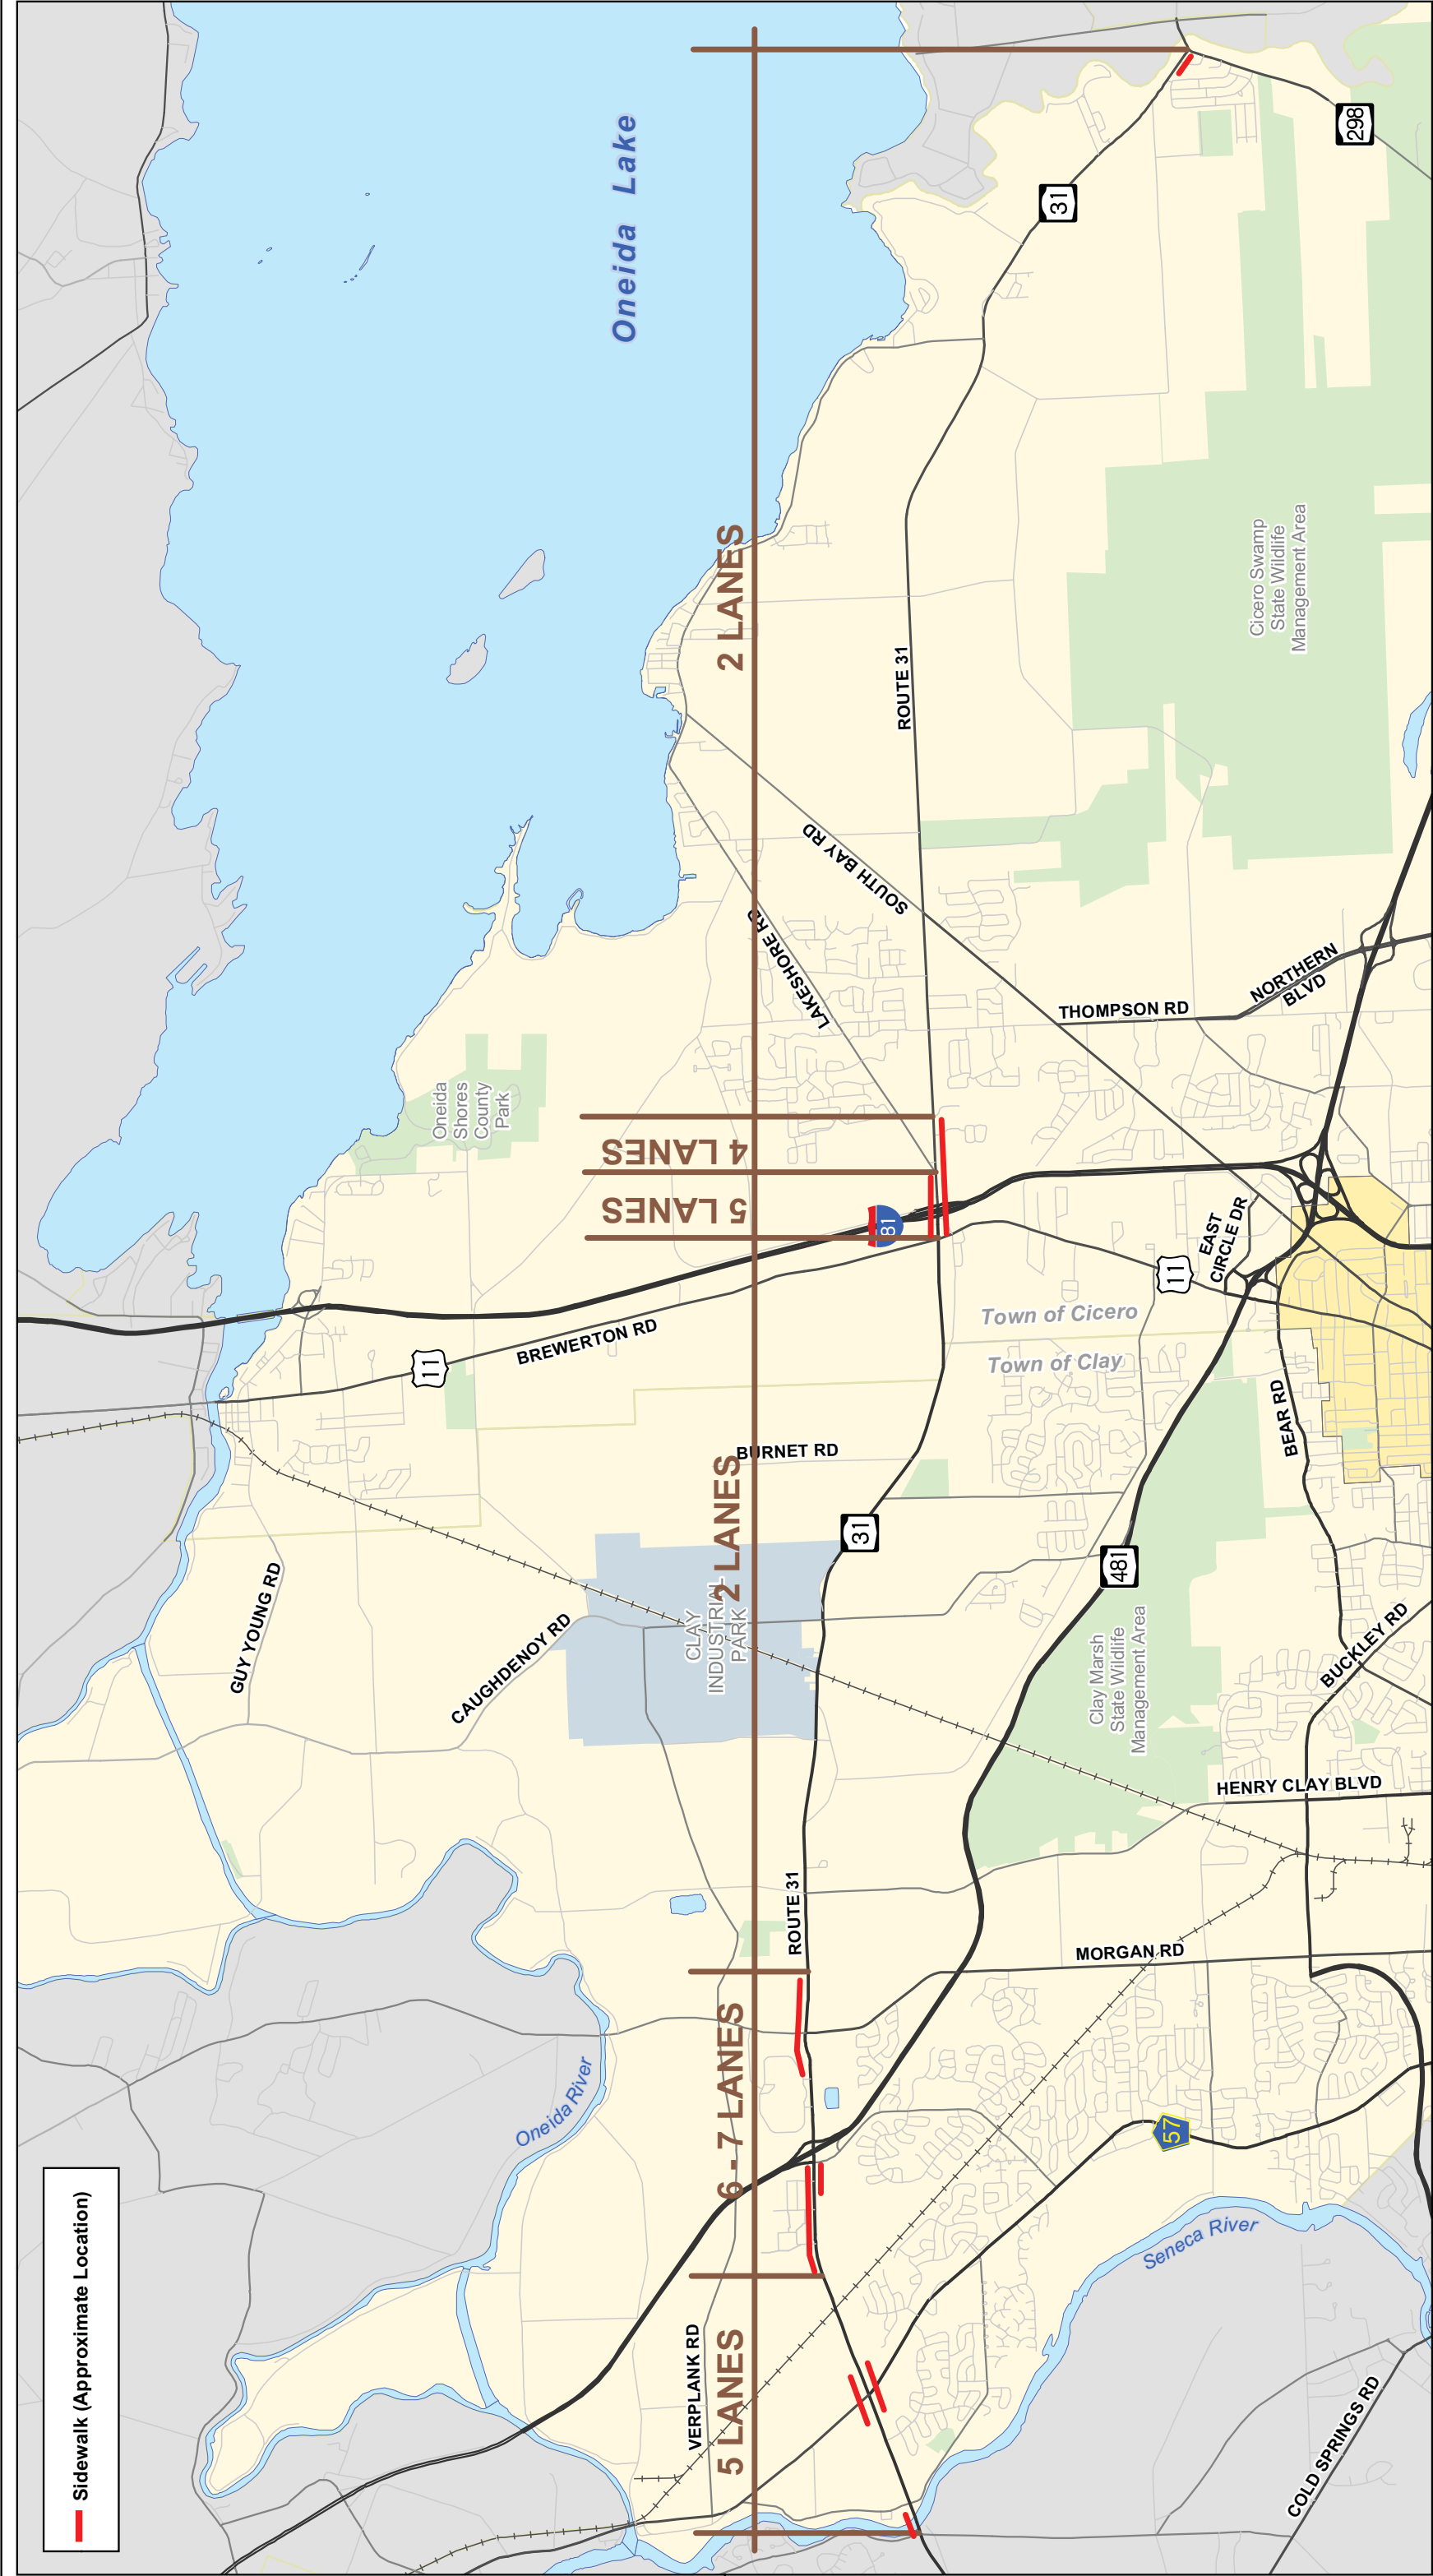 Oneida Lake
298
31
2 LANES
ROUTE 31
Cicero Swamp
State Wildlife
Management Area
SOUTH BAY RD
LAKESHORE RD
THOMPSON RD
NORTHERN
BLVD
Oneida
Shores
County
Park
4 LANES
5 LANES
81
EAST
CIRCLE DR
11
Town of Cicero
Town of Clay
11
BREWERTON RD
BEAR RD
BURNET RD
2 LANES
31
481
CLAY
INDUSTRIAL
PARK
GUY YOUNG RD
CAUGHDENOY RD
Clay Marsh
State Wildlife
Management Area
BUCKLEY RD
HENRY CLAY BLVD
ROUTE 31
MORGAN RD
6 - 7 LANES
Oneida River
57
Seneca River
VERPLANK RD
5 LANES
COLD SPRINGS RD
Sidewalk (Approximate Location)